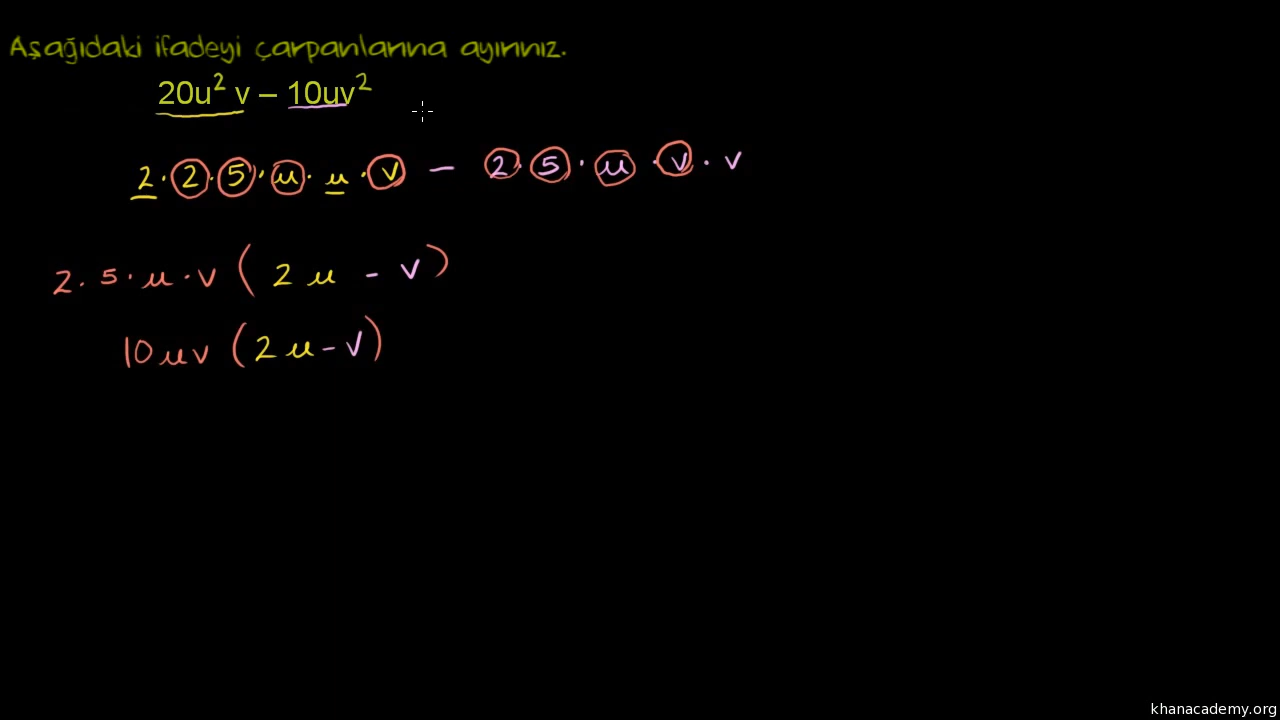 Aşağıdaki ifadeyi çarpanlarına ayırınız.
20u² v – 10uv²
2 · 2 · 5 · u · u · v – 2 · 5 · u · v · v
2 · 5 · u · v ( 2 u - v )
10 u v ( 2 u - v )
khanacademy.org